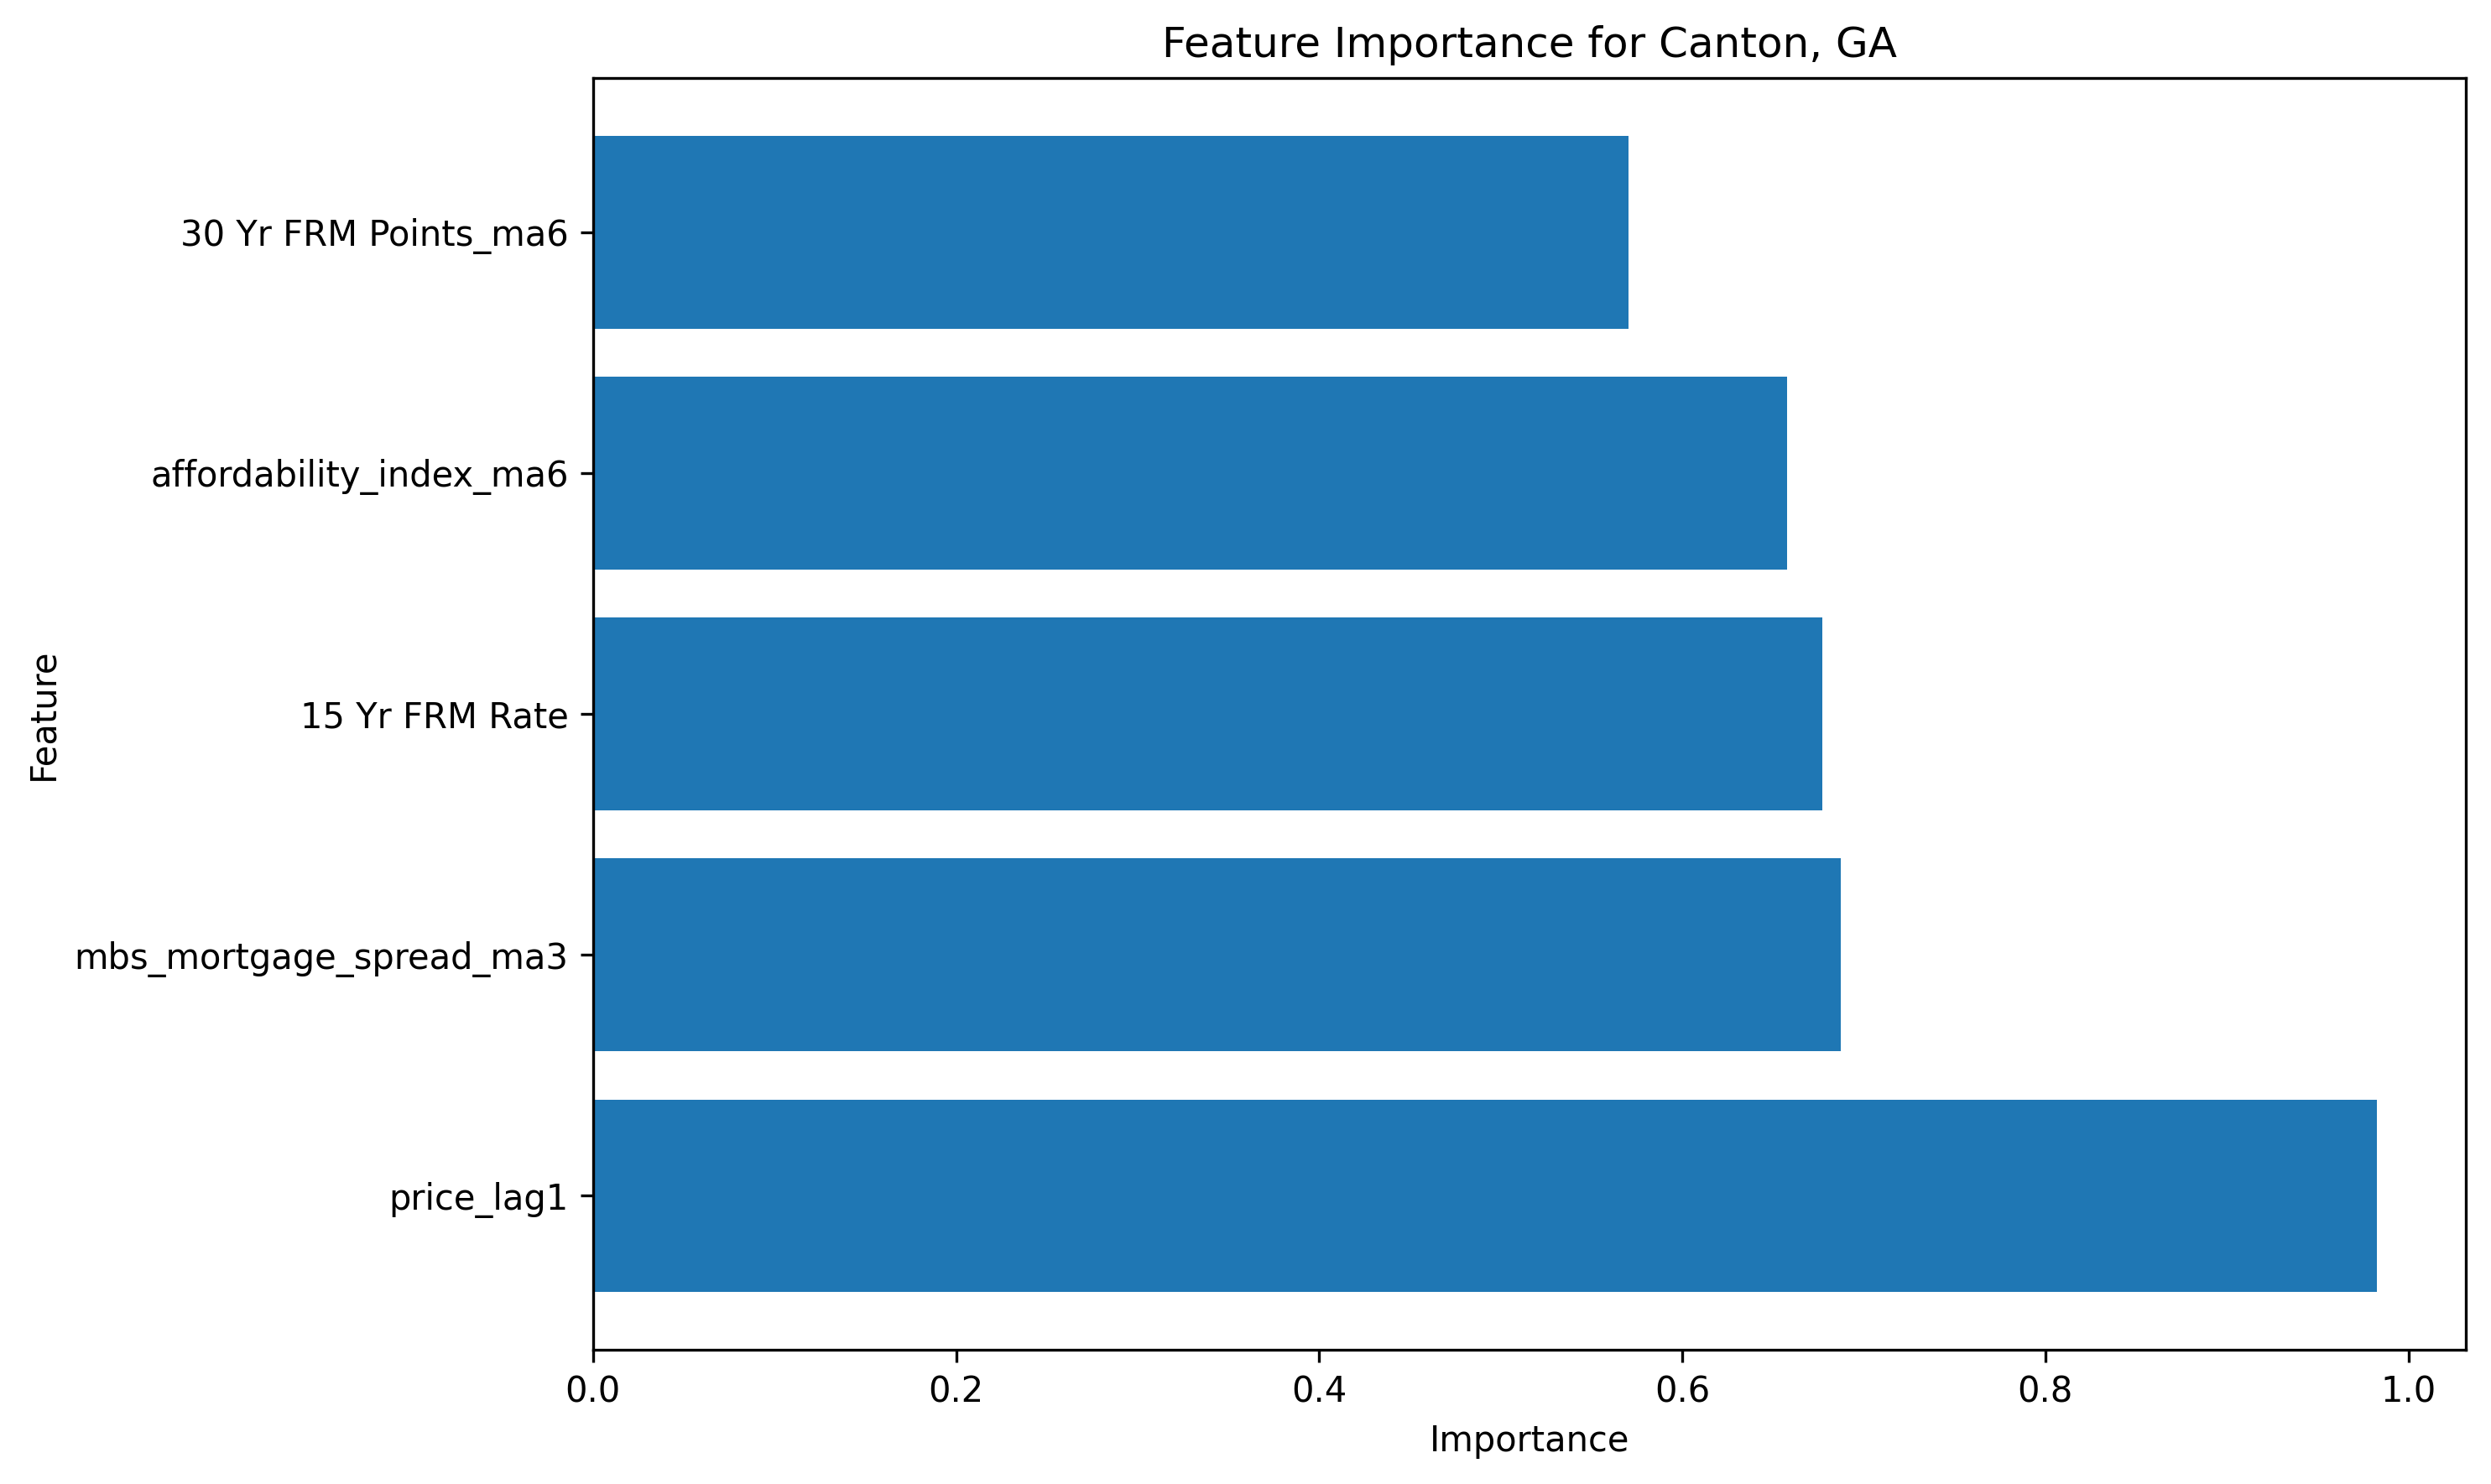 Feature Importance for Canton, GA
30 Yr FRM Points_ma6
affordability_index_ma6
15 Yr FRM Rate
mbs_mortgage_spread_ma3
price_lag1
Feature
0.0 0.2 0.4 0.6 0.8 1.0
Importance